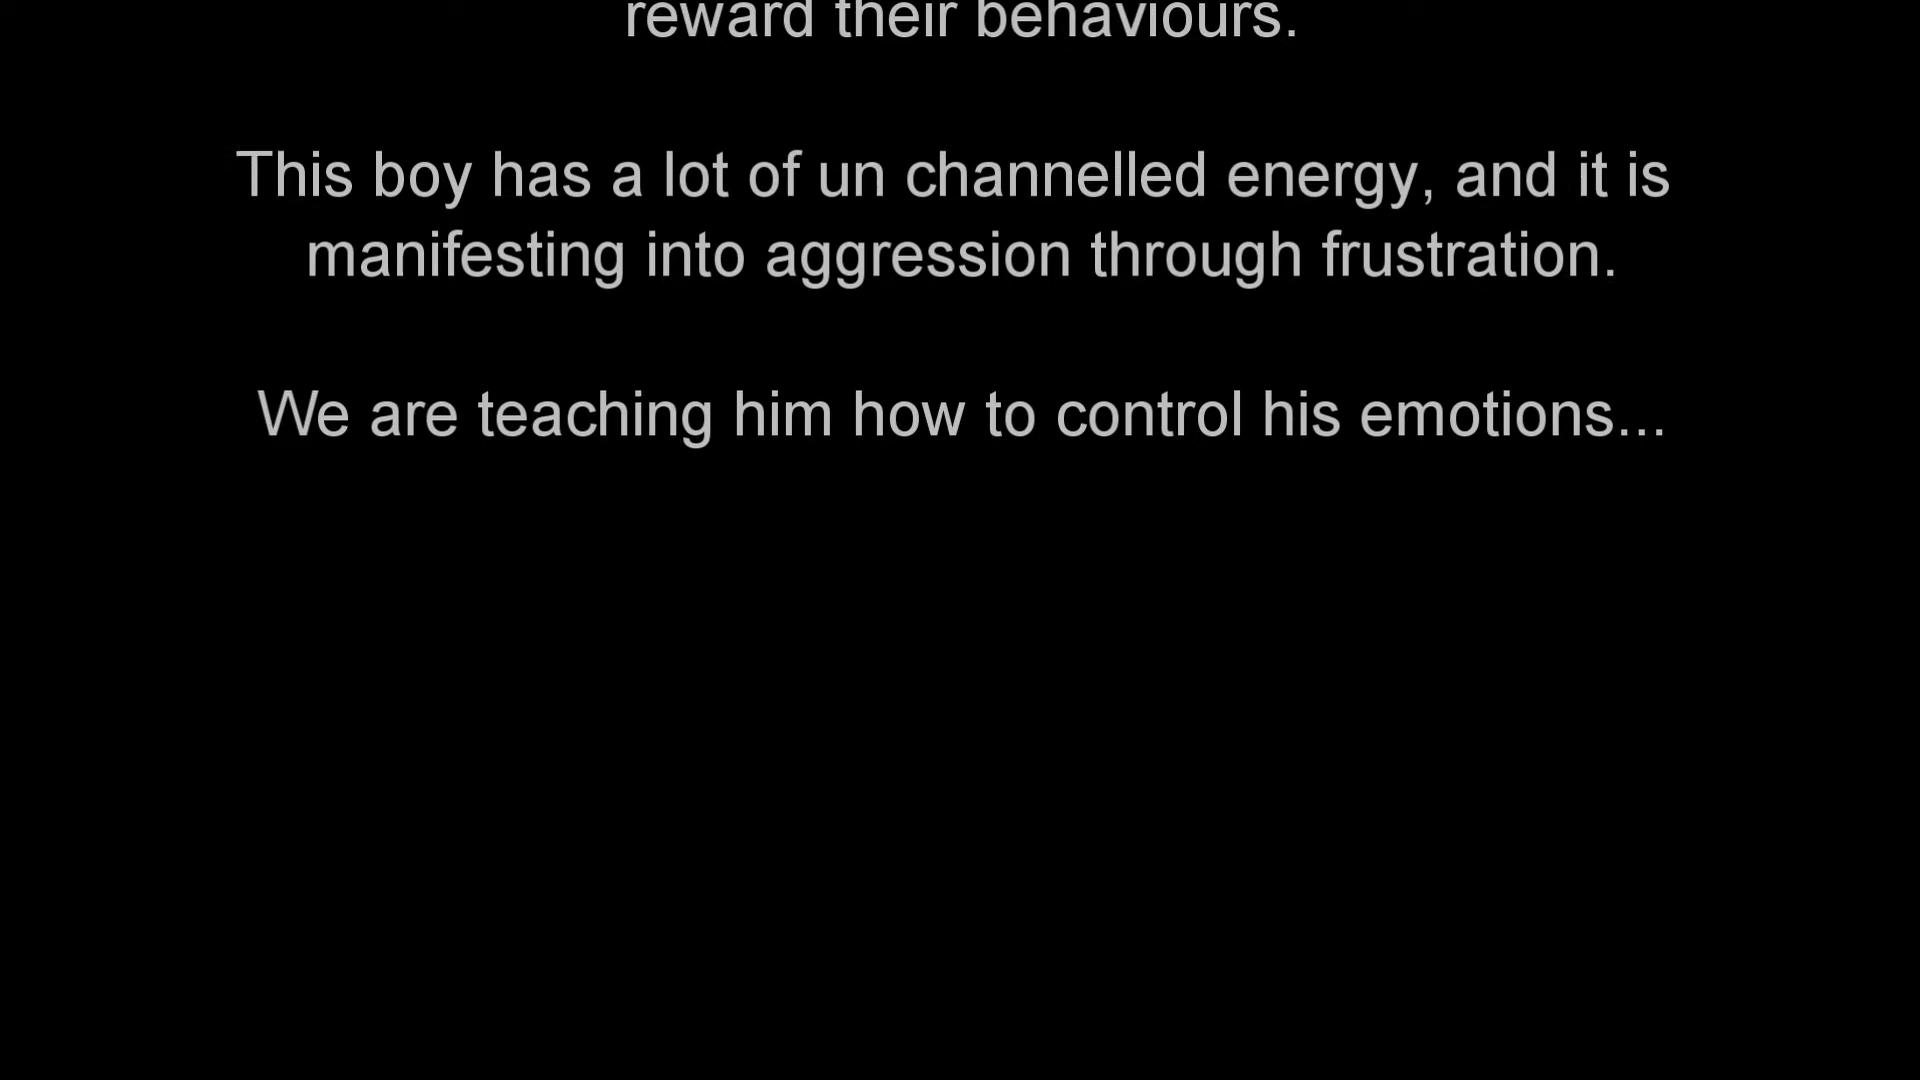 reward their behaviours.
This boy has a lot of un channelled energy, and it is
manifesting into aggression through frustration.
We are teaching him how to control his emotions...